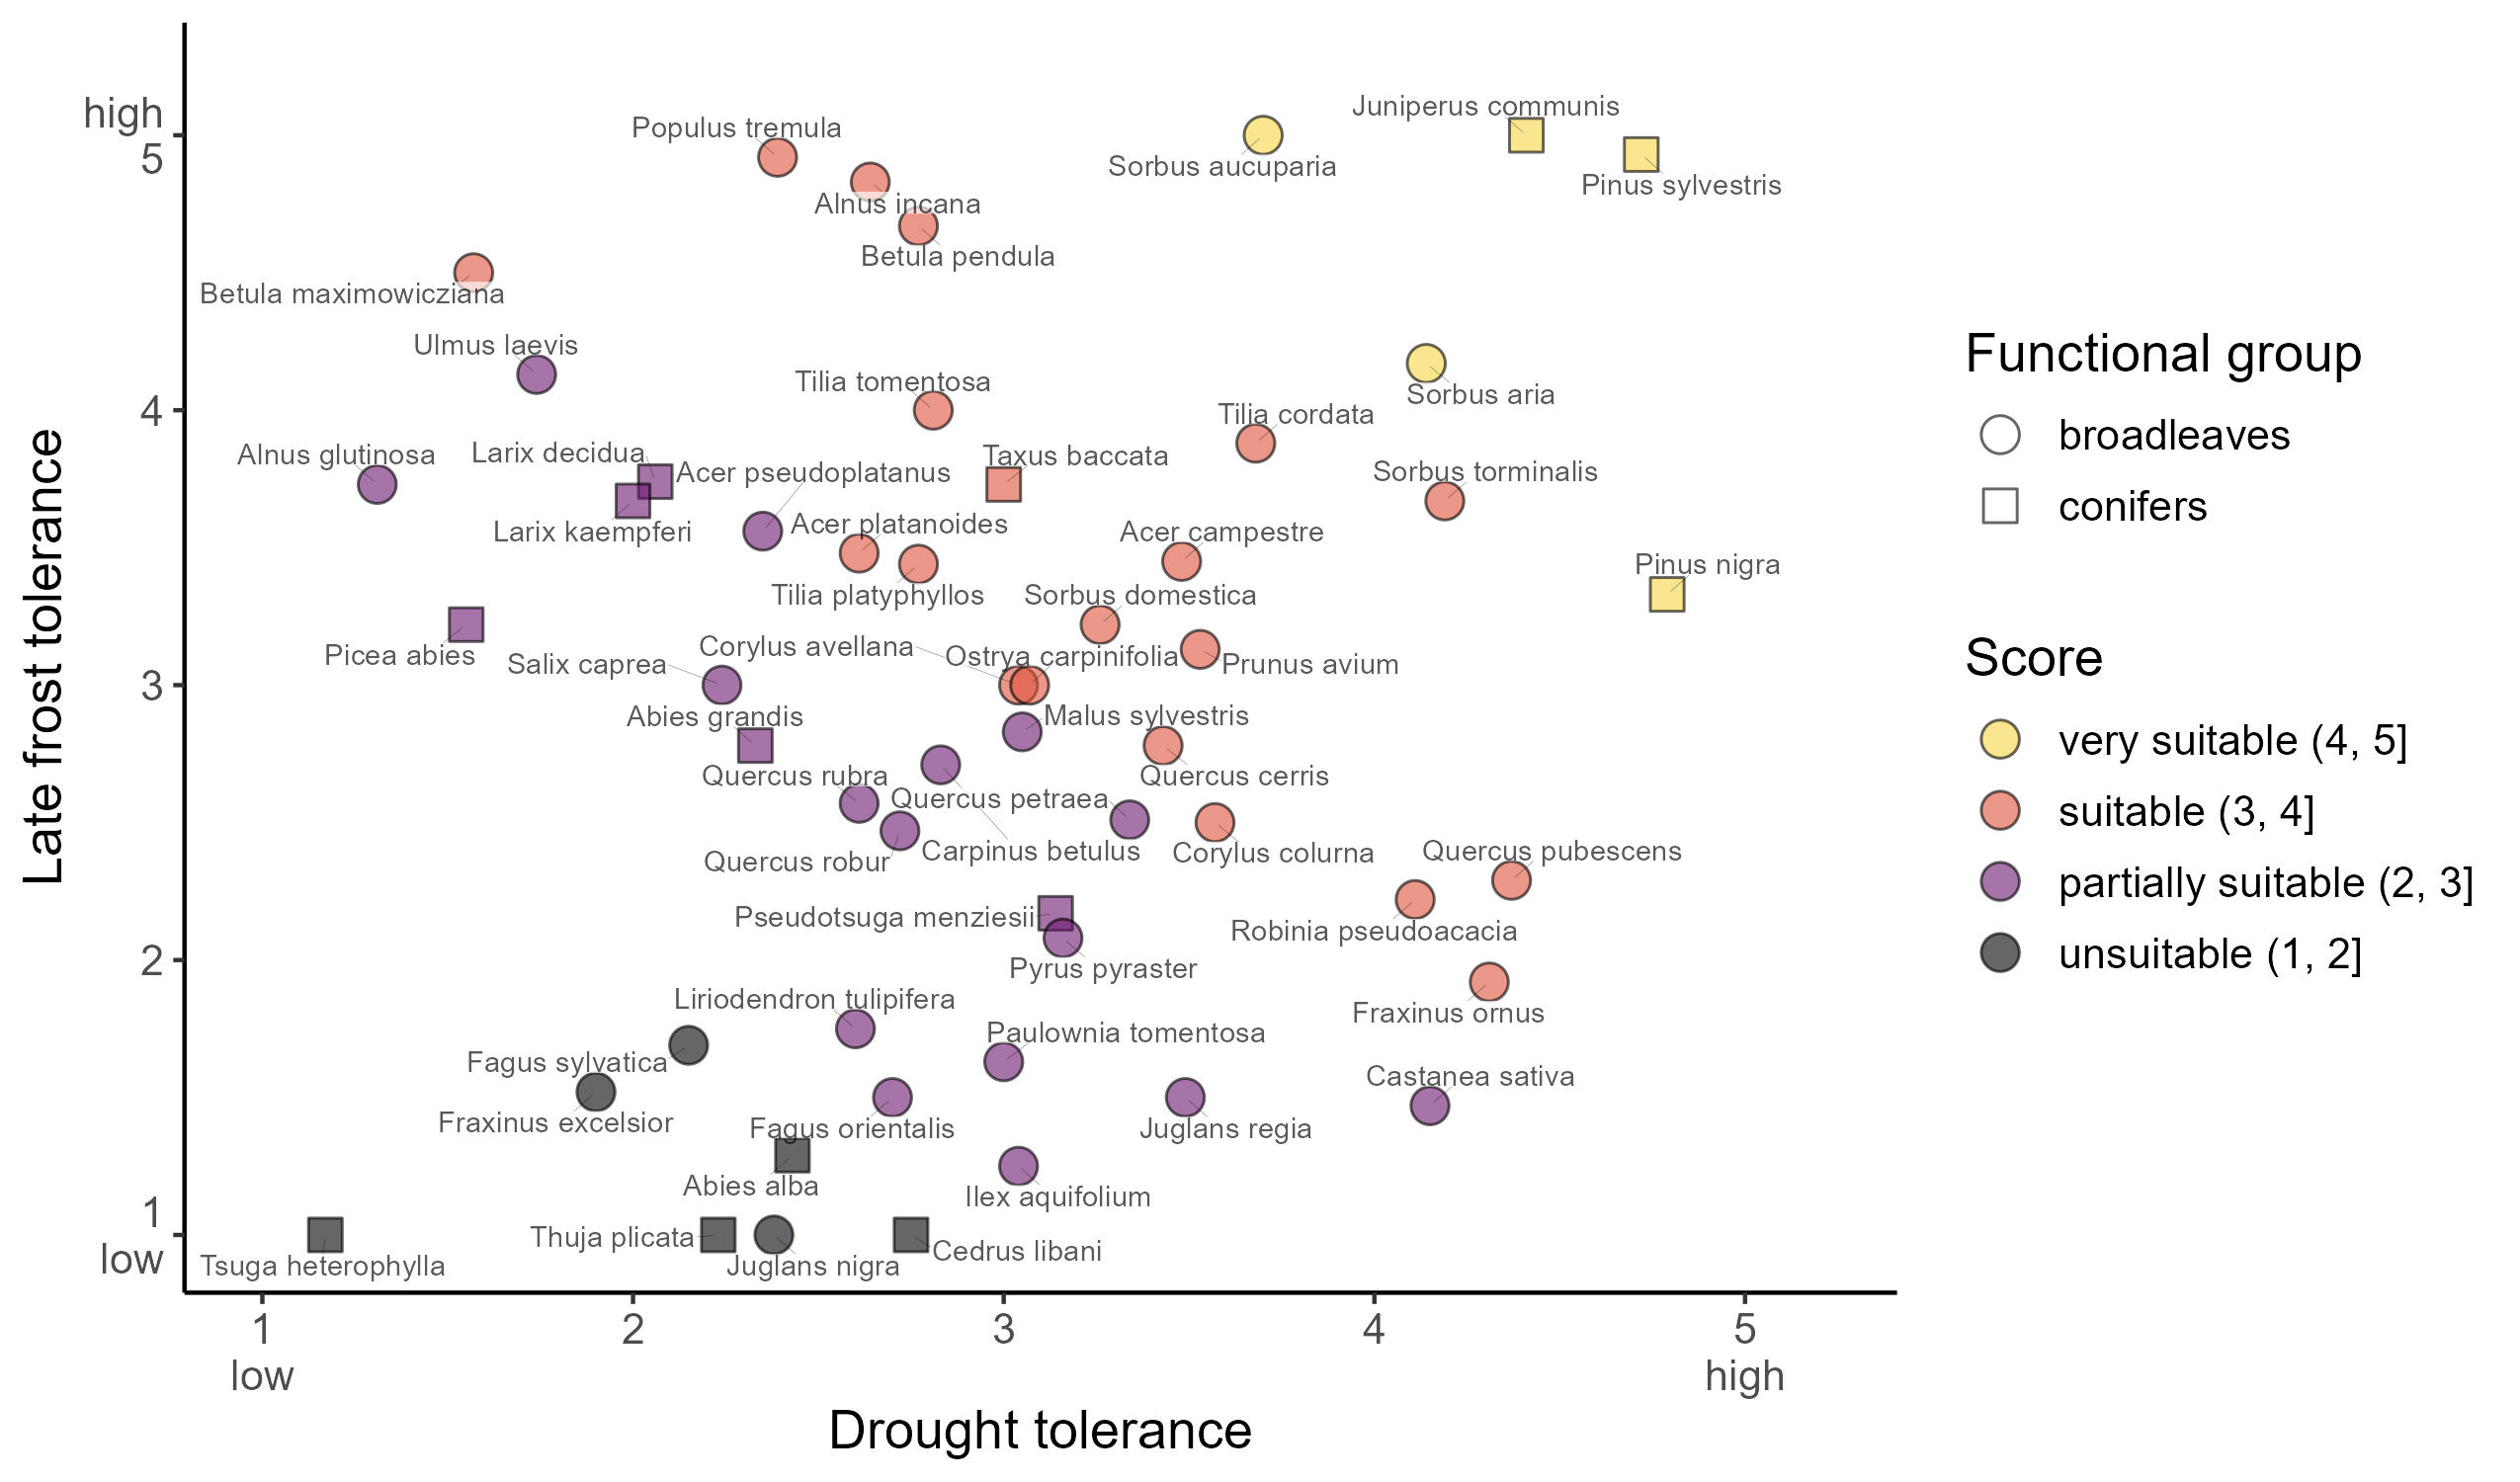 high
5
4
3
2
1
low
Late frost tolerance
Populus tremula
Juniperus communis
Sorbus aucuparia
Pinus sylvestris
Alnus incana
Betula pendula
Betula maximowicziana
Ulmus laevis
Tilia tomentosa
Sorbus aria
Tilia cordata
Alnus glutinosa
Larix decidua
Acer pseudoplatanus
Taxus baccata
Sorbus torminalis
Larix kaempferi
Acer platanoides
Acer campestre
Pinus nigra
Tilia platyphyllos
Sorbus domestica
Picea abies
Salix caprea
Corylus avellana
Ostrya carpinifolia
Prunus avium
Abies grandis
Malus sylvestris
Quercus rubra
Quercus cerris
Quercus petraea
Quercus robur
Carpinus betulus
Corylus colurna
Quercus pubescens
Pseudotsuga menziesii
Robinia pseudoacacia
Pyrus pyraster
Liriodendron tulipifera
Fraxinus ornus
Paulownia tomentosa
Fagus sylvatica
Castanea sativa
Fraxinus excelsior
Fagus orientalis
Juglans regia
Abies alba
Ilex aquifolium
Tsuga heterophylla
Thuja plicata
Juglans nigra
Cedrus libani
1
low
2
3
4
5
high
Drought tolerance
Functional group
broadleaves
conifers
Score
very suitable (4, 5]
suitable (3, 4]
partially suitable (2, 3]
unsuitable (1, 2]